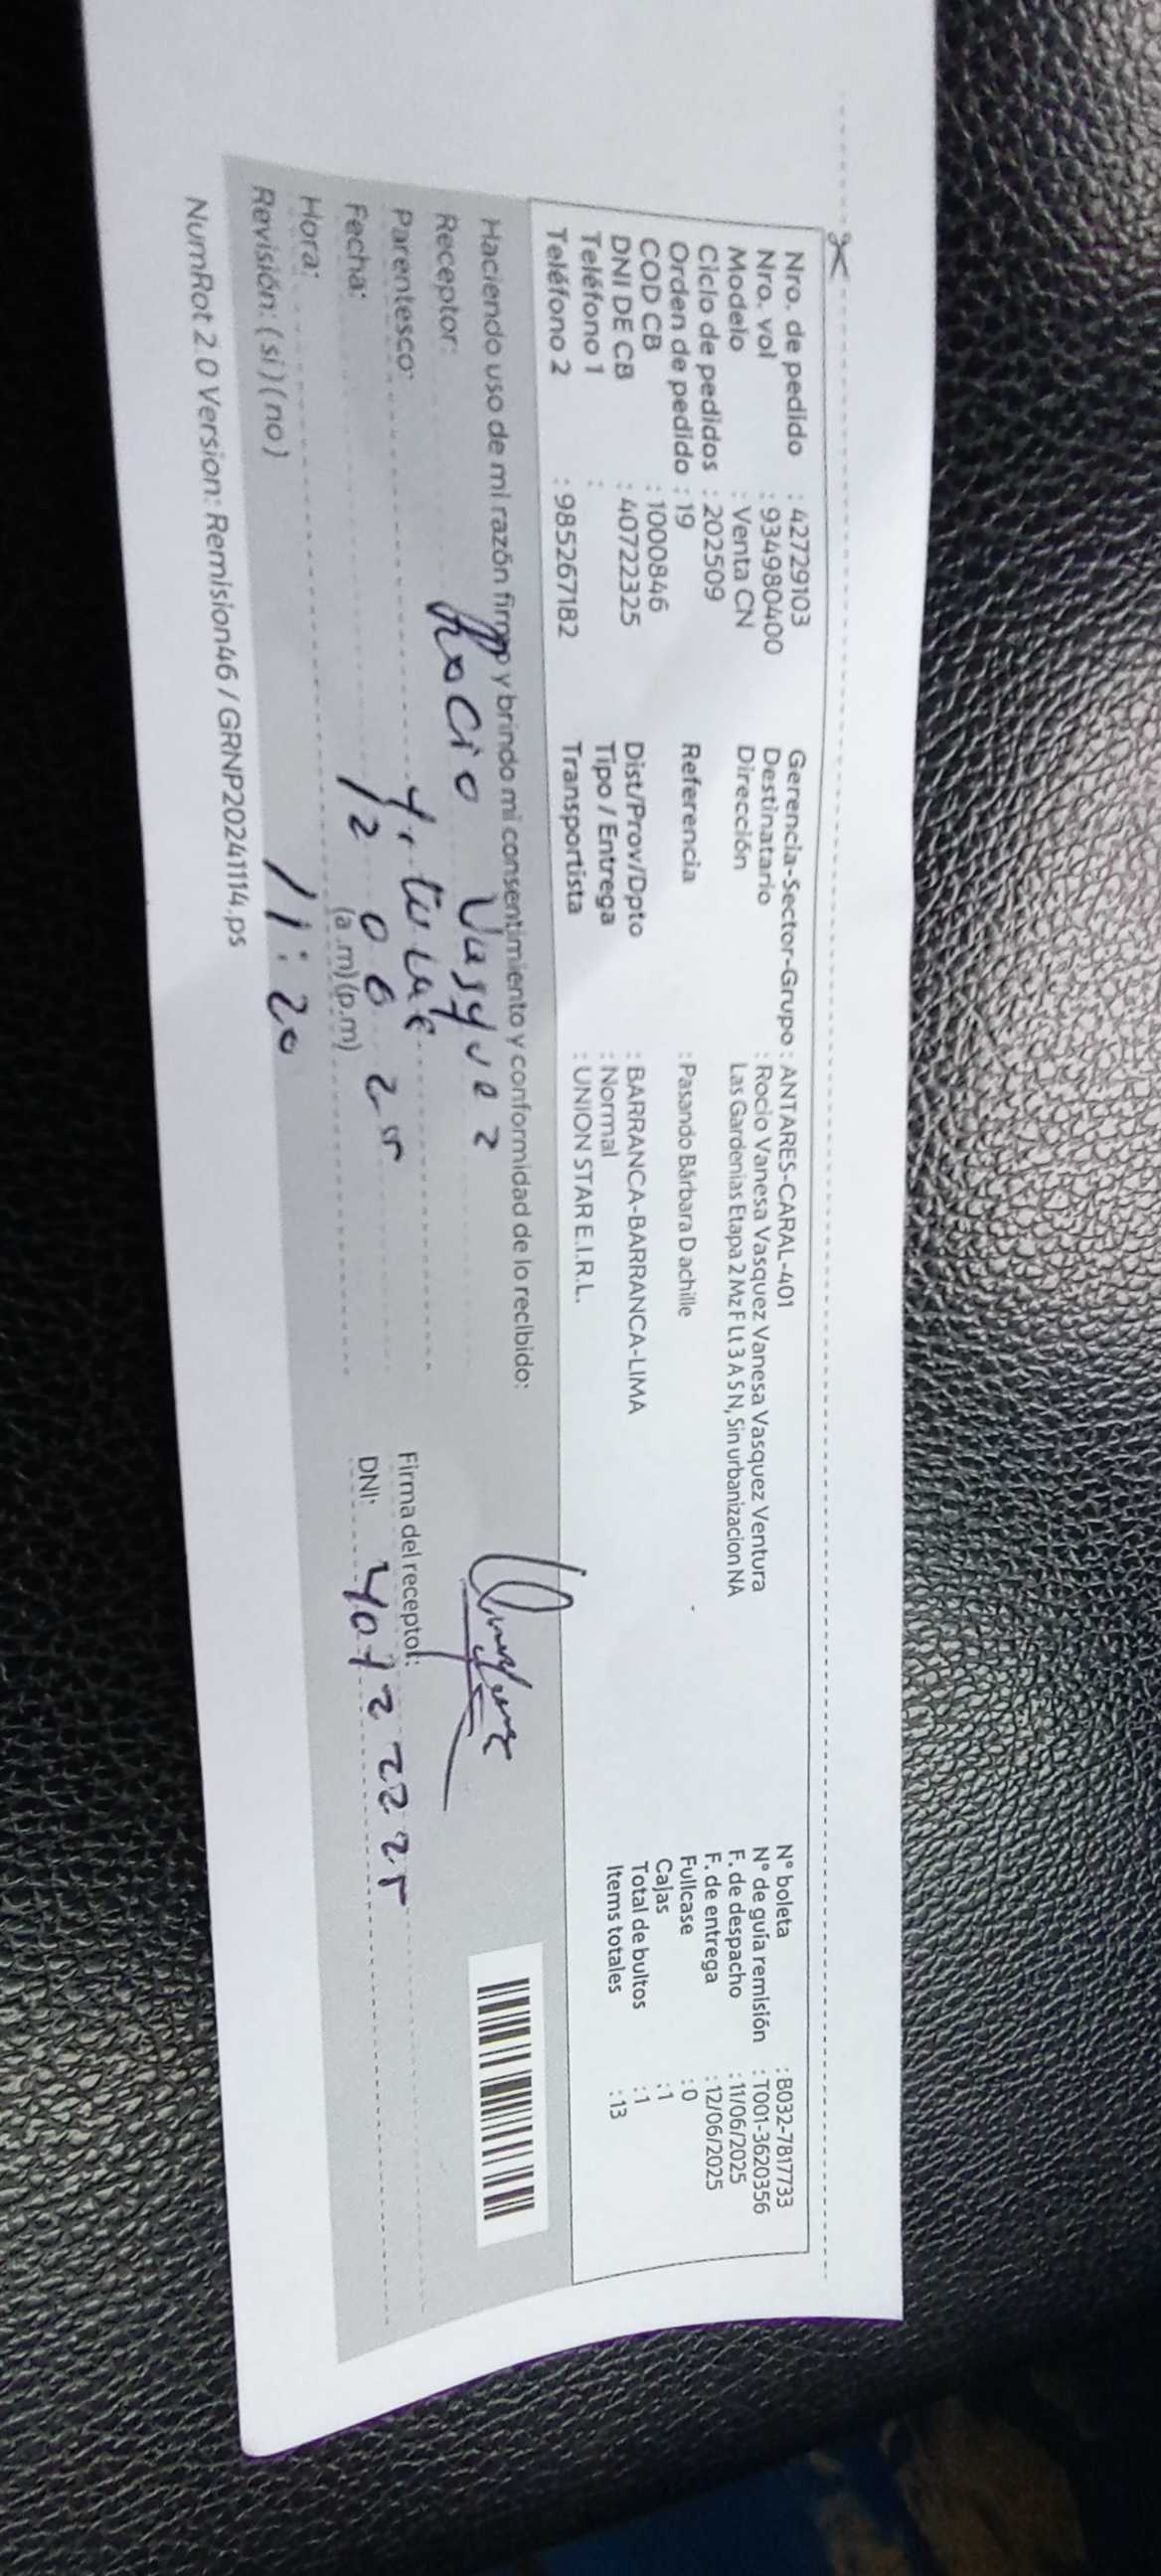 Nro. de pedido : 42729103
Nro. vol : 934980400
Modelo : Venta CN
Ciclo de pedidos : 202509
Orden de pedido : 19
COD CB : 1000846
DNI DE CB : 40722325
Teléfono 1 :
Teléfono 2 : 985267182
Gerencia-Sector-Grupo : ANTARES-CARAL-401
Destinatario : Rocio Vanesa Vasquez Vanesa Vasquez Ventura
Dirección Las Gardenias Etapa 2 Mz F Lt 3 A S N, Sin urbanizacion NA
Referencia : Pasando Bárbara D achille
Dist/Prov/Dpto : BARRANCA-BARRANCA-LIMA
Tipo / Entrega : Normal
Transportista : UNION STAR E.I.R.L.
N° boleta : B032-7817733
N° de guía remisión : T001-3620356
F. de despacho : 11/06/2025
F. de entrega : 12/06/2025
Fullcase : 0
Cajas : 1
Total de bultos : 1
Items totales : 13
Haciendo uso de mi razón firmo y brindo mi consentimiento y conformidad de lo recibido:
Receptor: Rocio Vasquez
Parentesco:
Fecha: 12 06 25
Hora: (a.m)(p.m) 11:20
Revisión: (si)(no)
Firma del receptor:
DNI:
NumRot 2.0 Version: Remision46 / GRNP20241114.ps